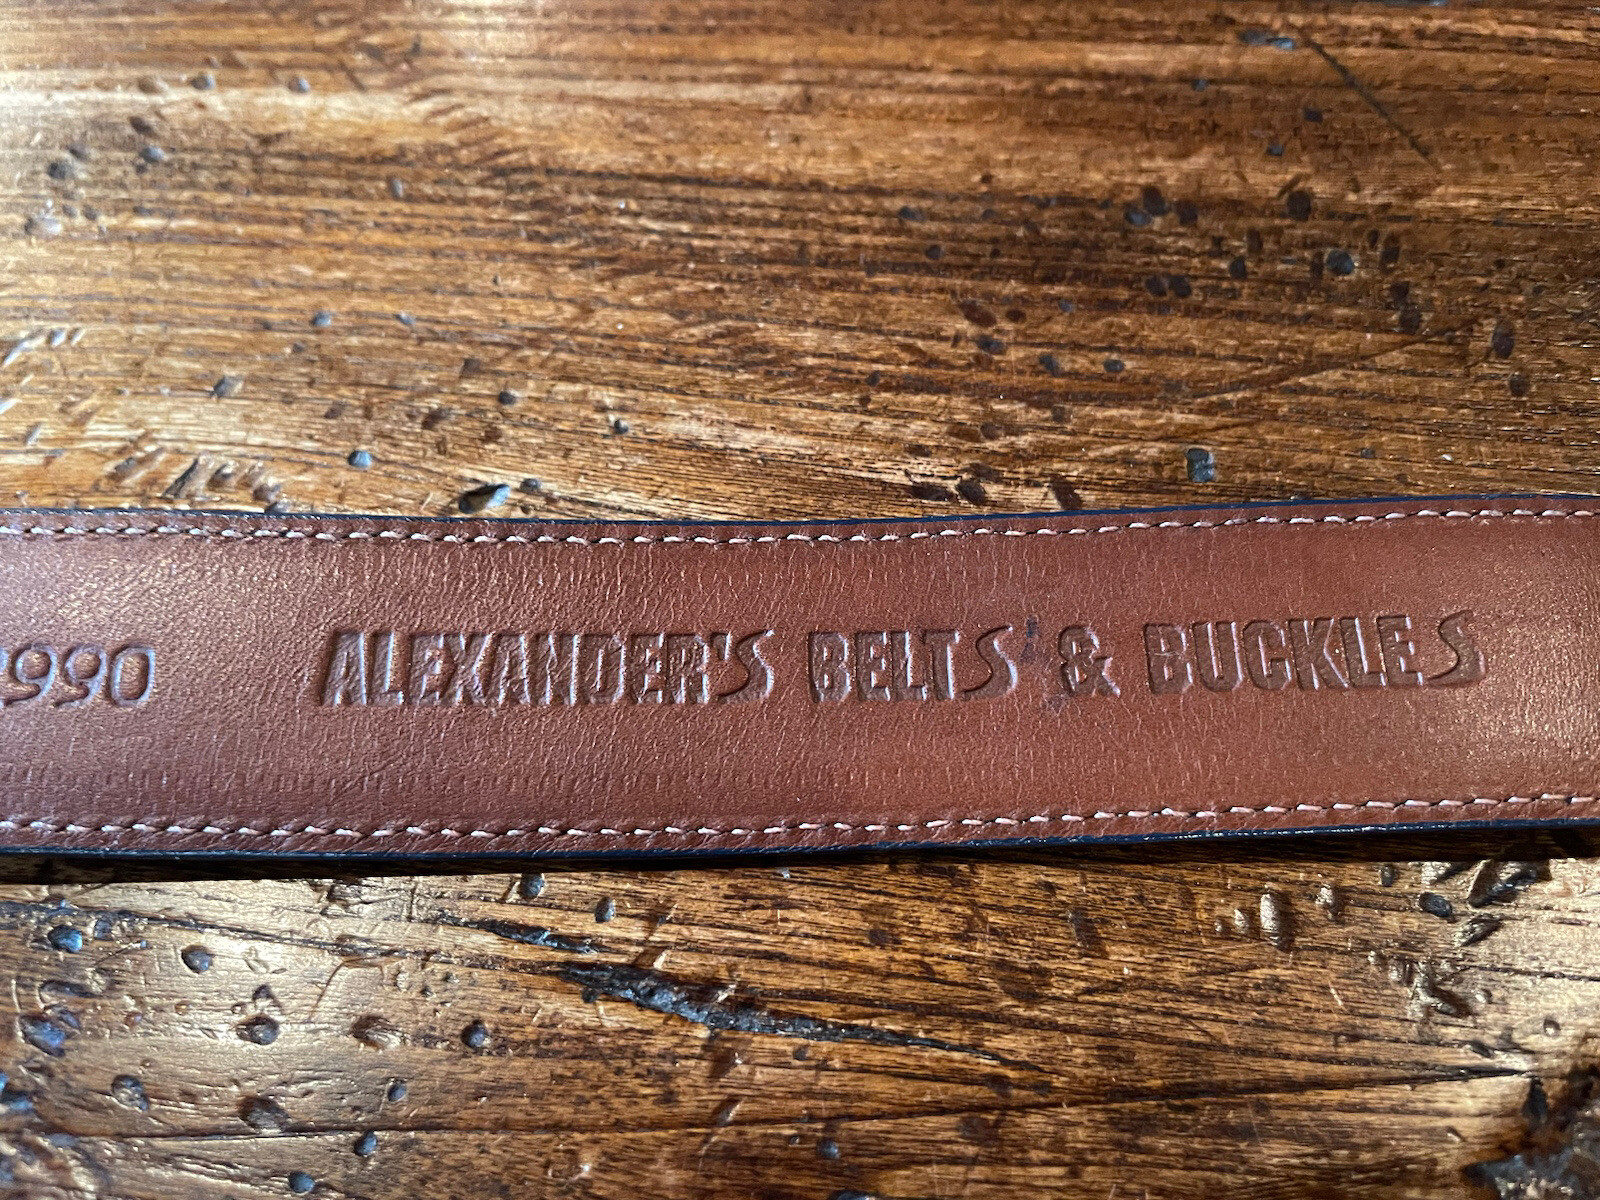 990 ALEXANDER'S BELTS & BUCKLES